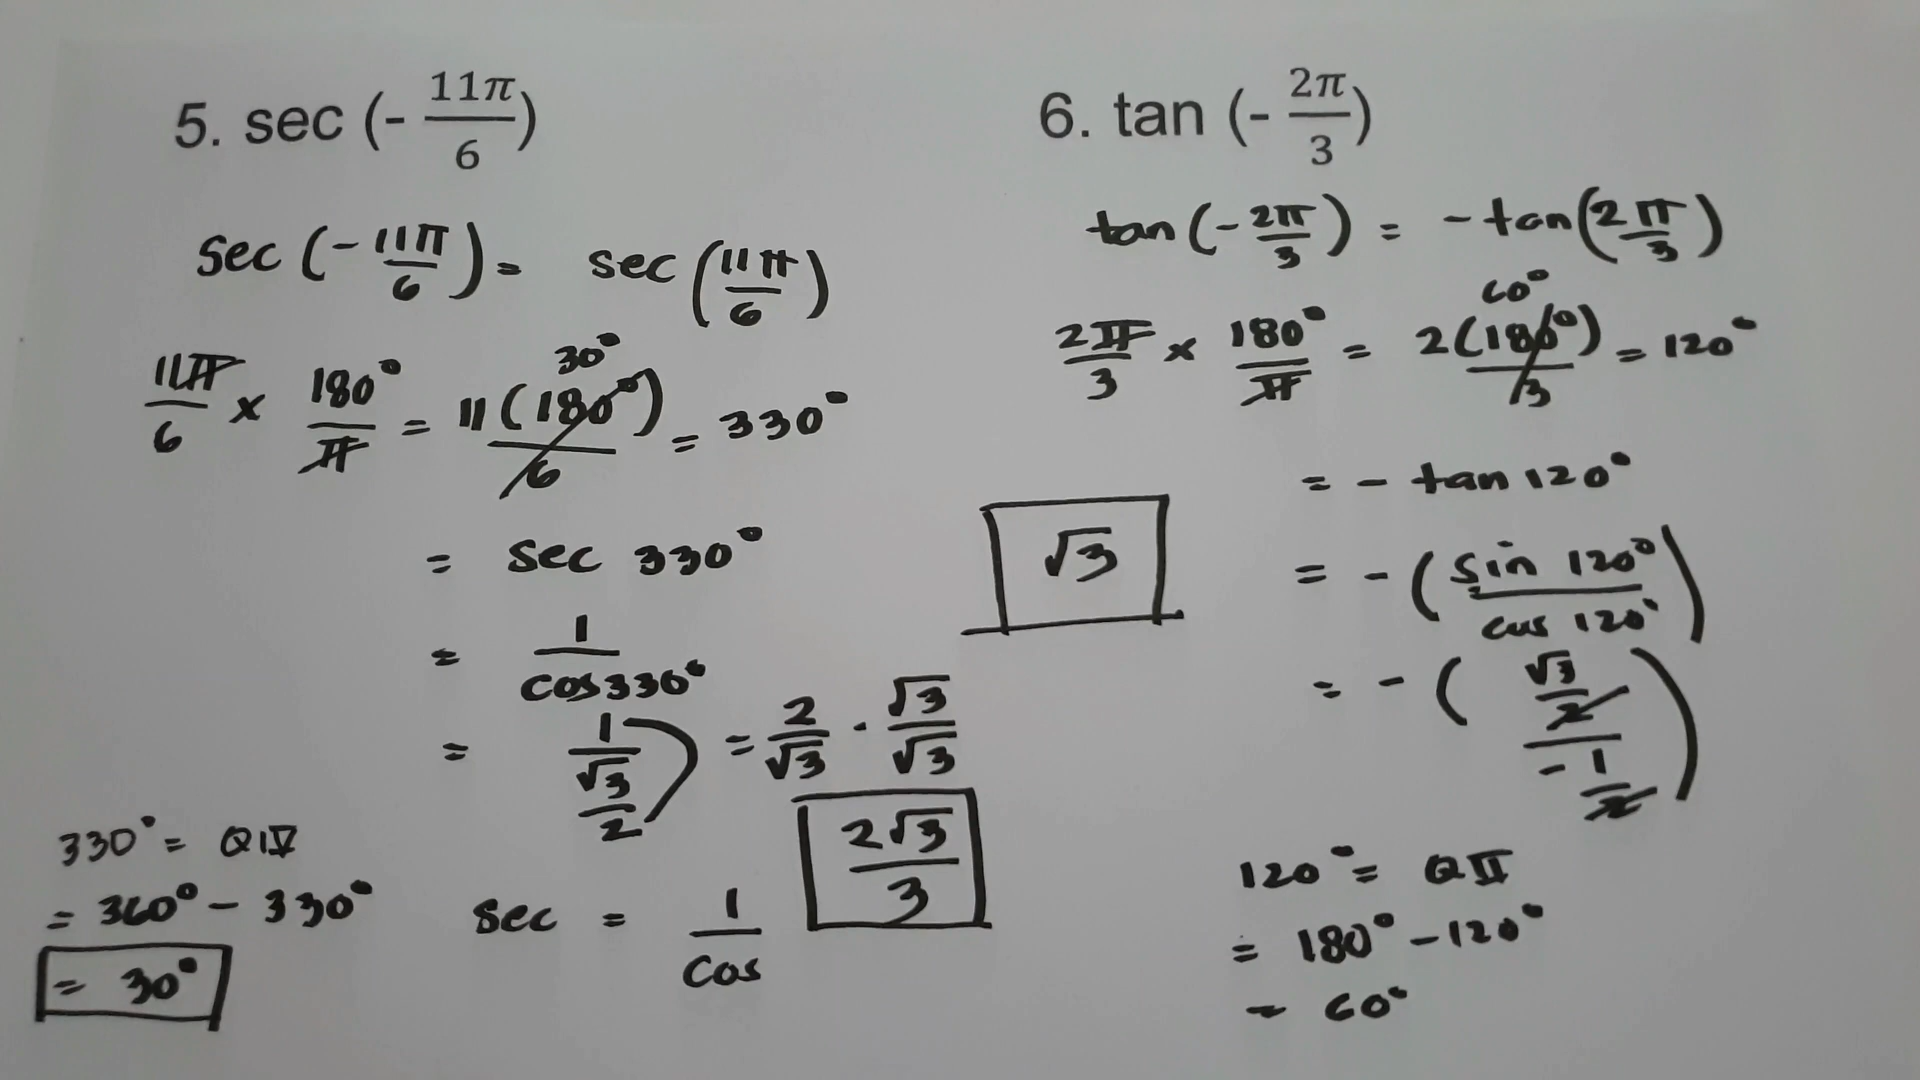 5. sec (- 11π/6)
sec (- 11π/6) = sec (11π/6)
11π/6 x 180°/π = 11(180°)/6 = 330°
30°
= sec 330°
= 1/cos330°
= 1/(√3/2) = 2/√3 · √3/√3
2√3/3
330° = QIV
= 360° - 330°
= 30°
sec = 1/cos
6. tan (- 2π/3)
tan (- 2π/3) = - tan (2π/3)
60°
2π/3 x 180°/π = 2(180°)/3 = 120°
= - tan 120°
= - (sin 120°/cos 120°)
= - (√3/2 / - 1/2)
√3
120° = QII
= 180° - 120°
= 60°